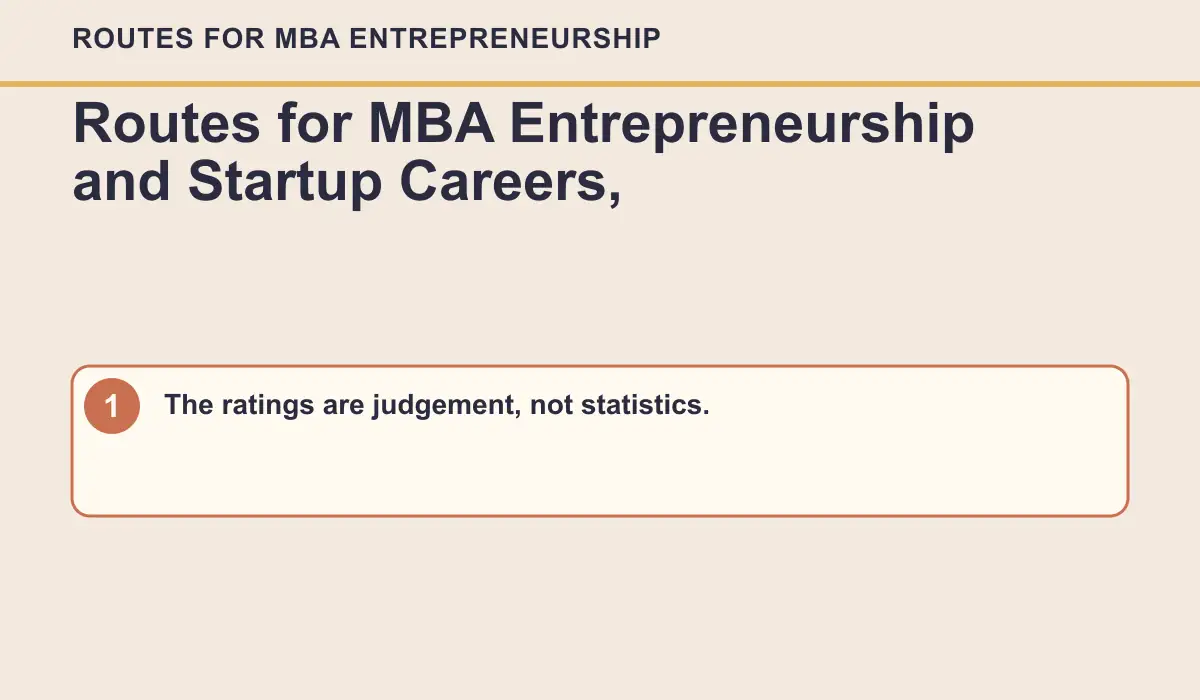 ROUTES FOR MBA ENTREPRENEURSHIP
Routes for MBA Entrepreneurship
and Startup Careers,
1 The ratings are judgement, not statistics.